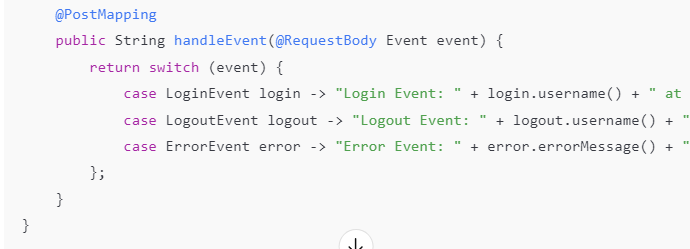 @PostMapping
public String handleEvent(@RequestBody Event event) {
return switch (event) {
case LoginEvent login -> "Login Event: " + login.username() + " at
case LogoutEvent logout -> "Logout Event: " + logout.username() + "
case ErrorEvent error -> "Error Event: " + error.errorMessage() + "
};
}
}